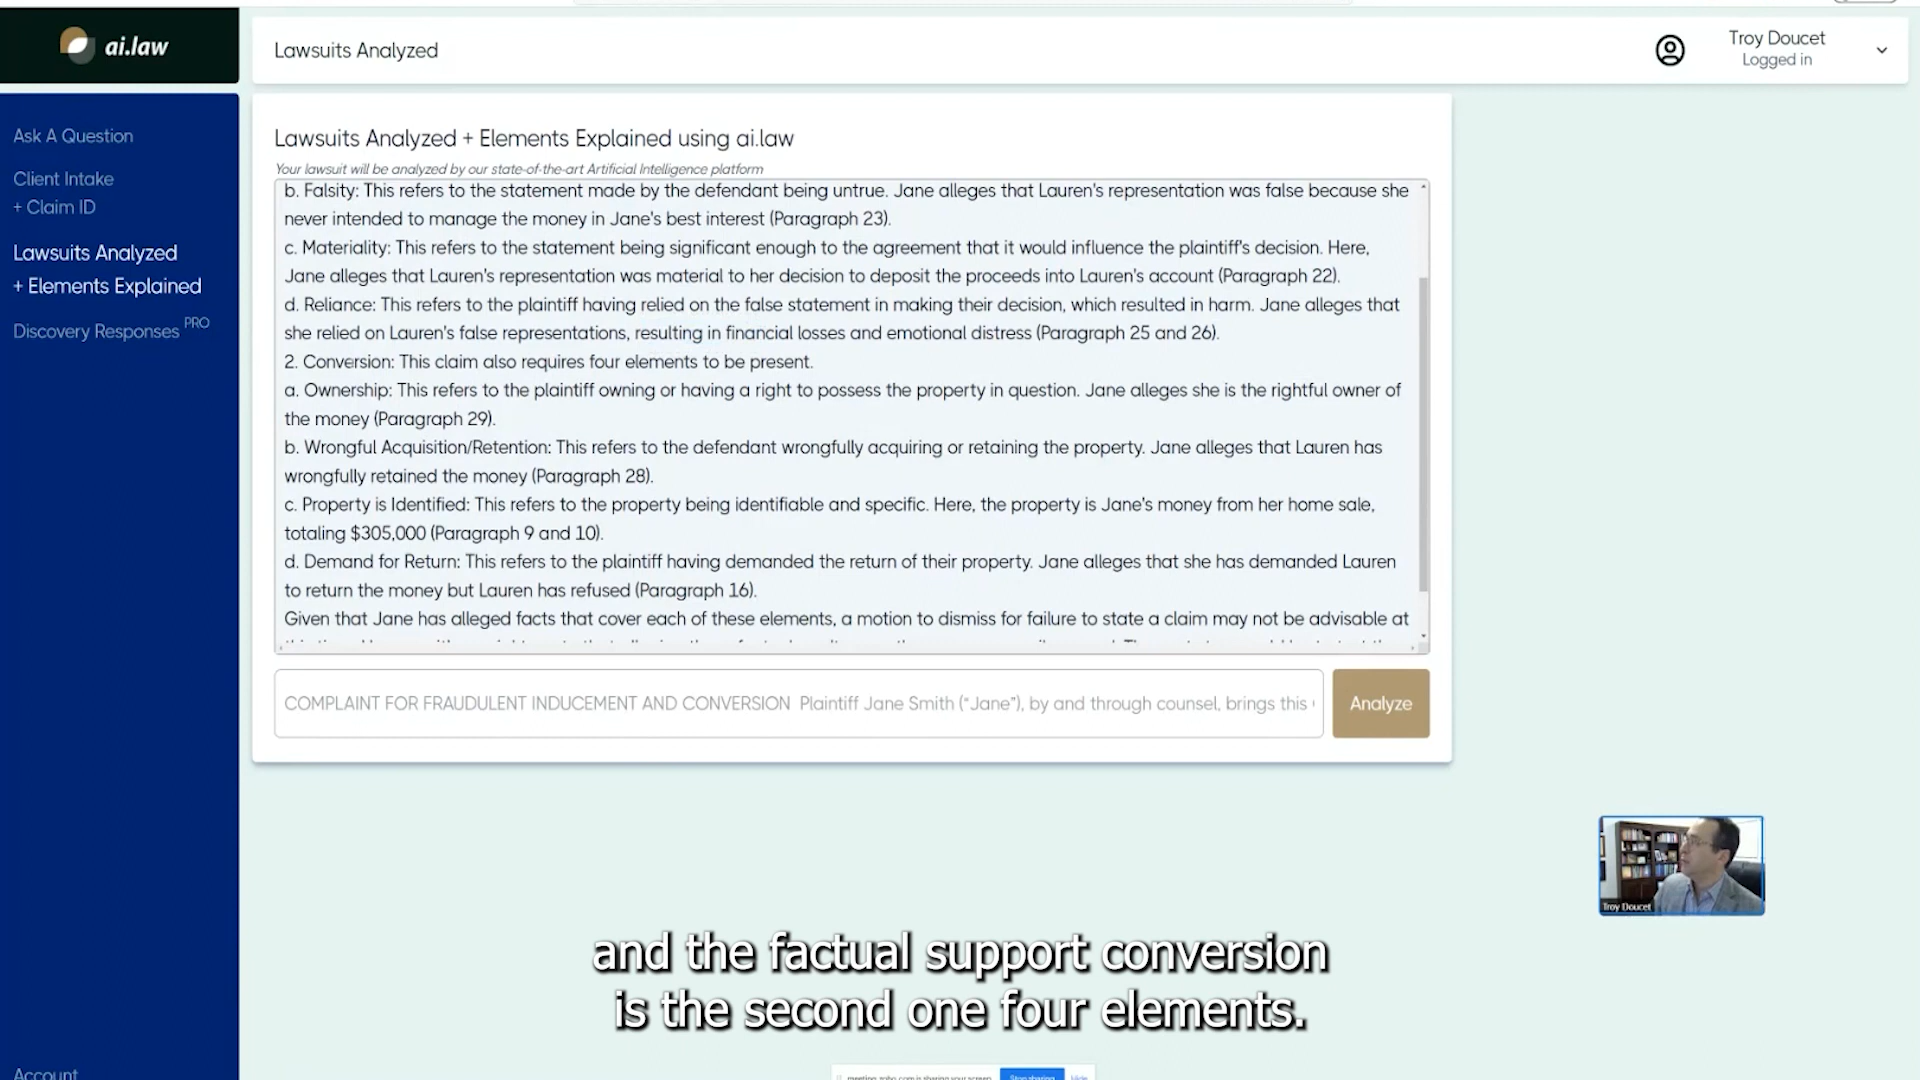 ai.law
Lawsuits Analyzed
Troy Doucet
Logged in
Ask A Question
Client Intake
+ Claim ID
Lawsuits Analyzed
+ Elements Explained
Discovery Responses PRO
Account
Lawsuits Analyzed + Elements Explained using ai.law
Your lawsuit will be analyzed by our state-of-the-art Artificial Intelligence platform
b. Falsity: This refers to the statement made by the defendant being untrue. Jane alleges that Lauren's representation was false because she
never intended to manage the money in Jane's best interest (Paragraph 23).
c. Materiality: This refers to the statement being significant enough to the agreement that it would influence the plaintiff's decision. Here,
Jane alleges that Lauren's representation was material to her decision to deposit the proceeds into Lauren's account (Paragraph 22).
d. Reliance: This refers to the plaintiff having relied on the false statement in making their decision, which resulted in harm. Jane alleges that
she relied on Lauren's false representations, resulting in financial losses and emotional distress (Paragraph 25 and 26).
2. Conversion: This claim also requires four elements to be present.
a. Ownership: This refers to the plaintiff owning or having a right to possess the property in question. Jane alleges she is the rightful owner of
the money (Paragraph 29).
b. Wrongful Acquisition/Retention: This refers to the defendant wrongfully acquiring or retaining the property. Jane alleges that Lauren has
wrongfully retained the money (Paragraph 28).
c. Property is Identified: This refers to the property being identifiable and specific. Here, the property is Jane's money from her home sale,
totaling $305,000 (Paragraph 9 and 10).
d. Demand for Return: This refers to the plaintiff having demanded the return of their property. Jane alleges that she has demanded Lauren
to return the money but Lauren has refused (Paragraph 16).
Given that Jane has alleged facts that cover each of these elements, a motion to dismiss for failure to state a claim may not be advisable at
COMPLAINT FOR FRAUDULENT INDUCEMENT AND CONVERSION Plaintiff Jane Smith ("Jane"), by and through counsel, brings this
Analyze
Troy Doucet
and the factual support conversion
is the second one four elements.
meeting.zoho.com is sharing your screen.
Stop sharing
Hide